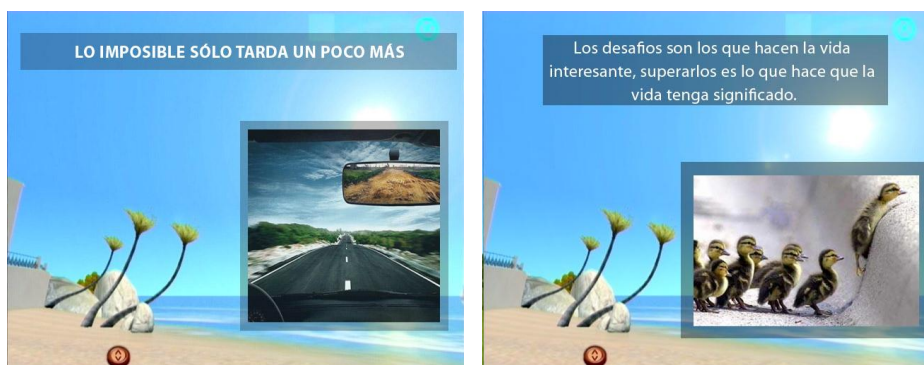 LO IMPOSIBLE SÓLO TARDA UN POCO MÁS
Los desafios son los que hacen la vida
interesante, superarlos es lo que hace que la
vida tenga significado.